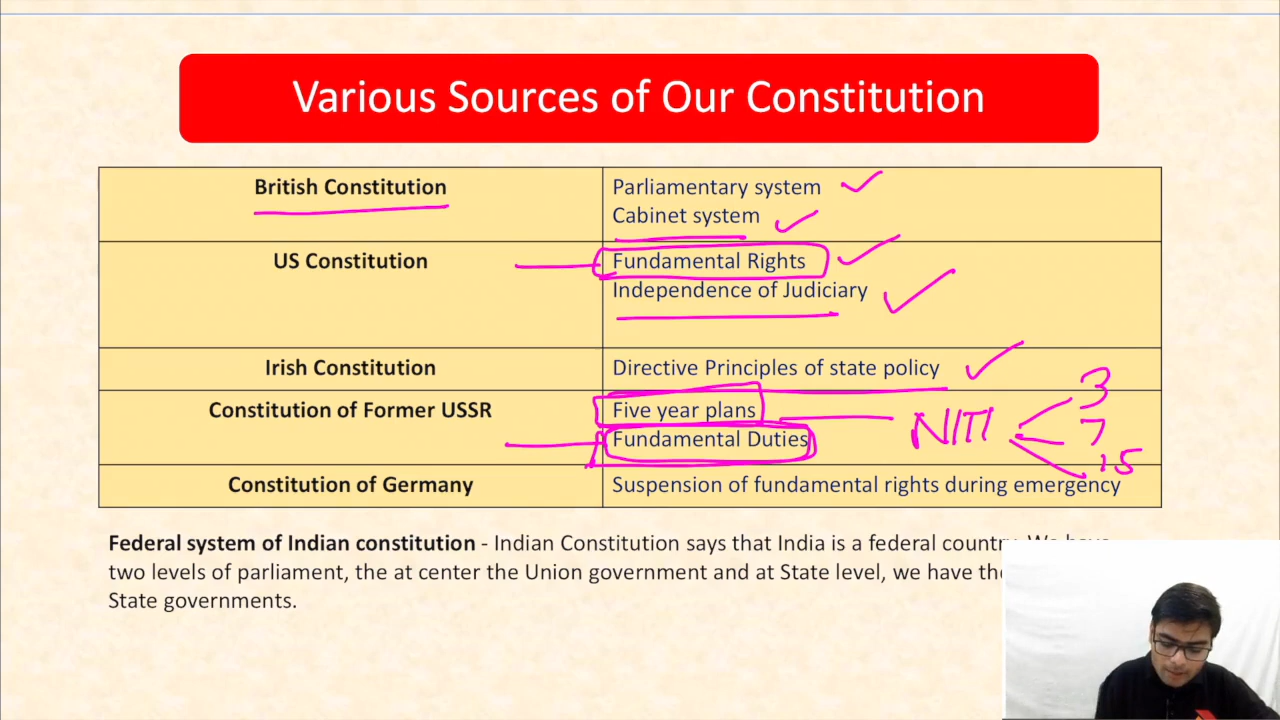 Various Sources of Our Constitution
British Constitution
Parliamentary system
Cabinet system
US Constitution
Fundamental Rights
Independence of Judiciary
Irish Constitution
Directive Principles of state policy
Constitution of Former USSR
Five year plans
Fundamental Duties
NITI
3
7
15
Constitution of Germany
Suspension of fundamental rights during emergency
Federal system of Indian constitution - Indian Constitution says that India is a federal country.
two levels of parliament, the at center the Union government and at State level, we have
State governments.